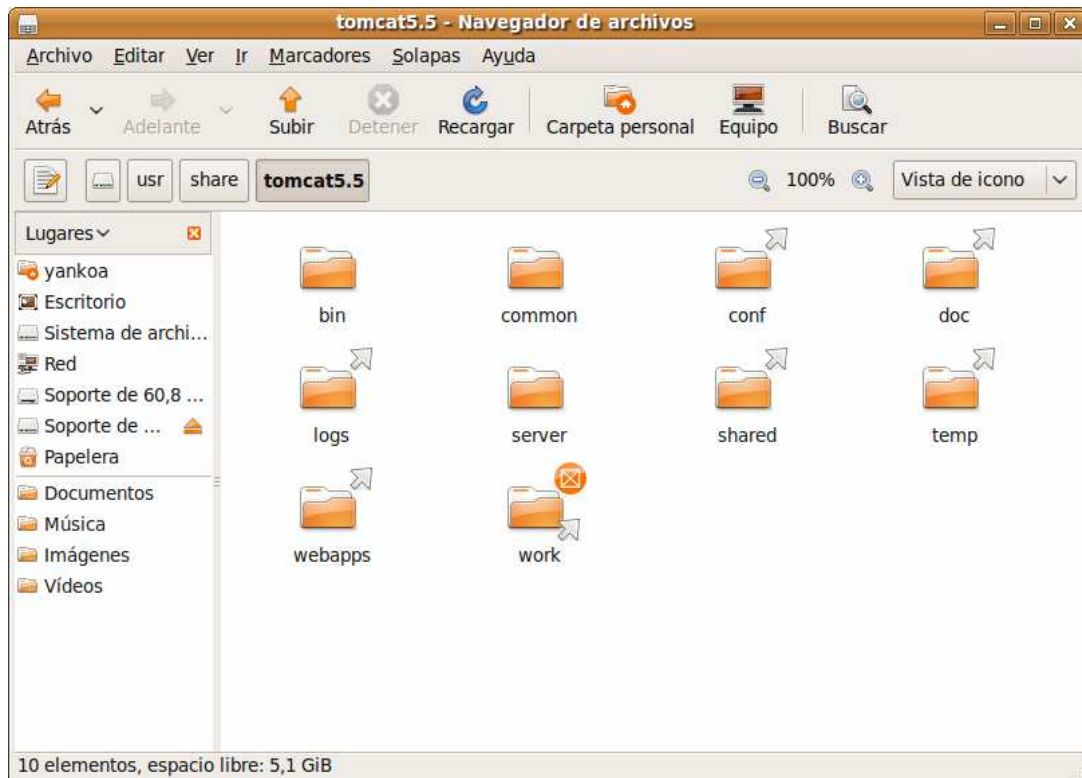 tomcat5.5 - Navegador de archivos
Archivo Editar Ver Ir Marcadores Solapas Ayuda
Atrás Adelante Subir Detener Recargar Carpeta personal Equipo Buscar
usr share tomcat5.5 100% Vista de icono
Lugares
yankoa
Escritorio
Sistema de archi...
Red
Soporte de 60,8 ...
Soporte de ...
Papelera
Documentos
Música
Imágenes
Vídeos
bin common conf doc
logs server shared temp
webapps work
10 elementos, espacio libre: 5,1 GiB